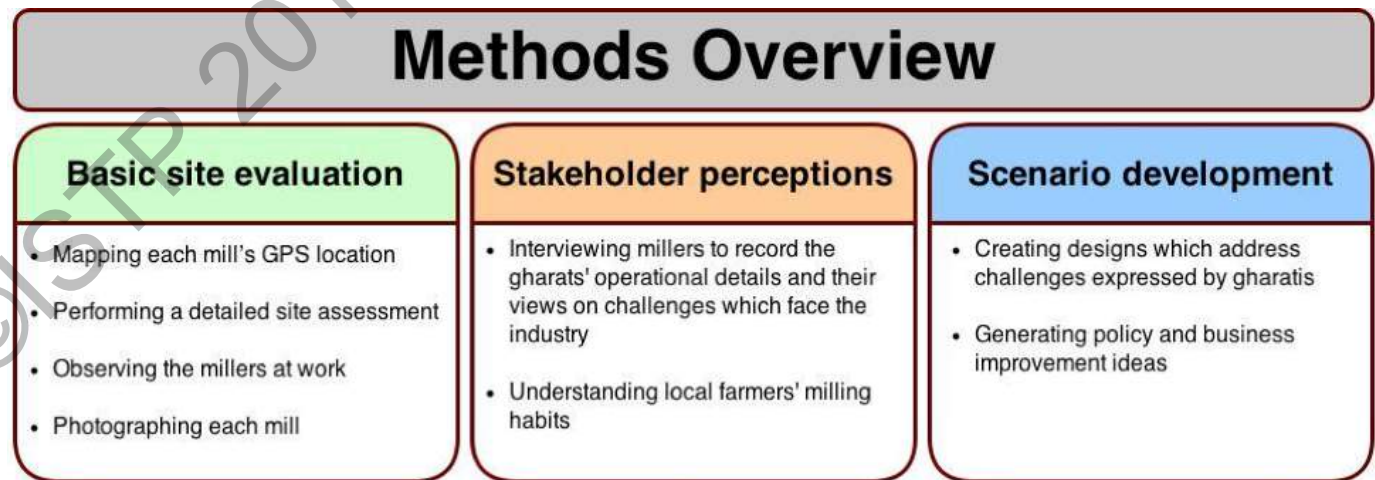 Methods Overview
Basic site evaluation
• Mapping each mill's GPS location
• Performing a detailed site assessment
• Observing the millers at work
• Photographing each mill
Stakeholder perceptions
• Interviewing millers to record the
gharats' operational details and their
views on challenges which face the
industry
• Understanding local farmers' milling
habits
Scenario development
• Creating designs which address
challenges expressed by gharatis
• Generating policy and business
improvement ideas
©ISTP 201